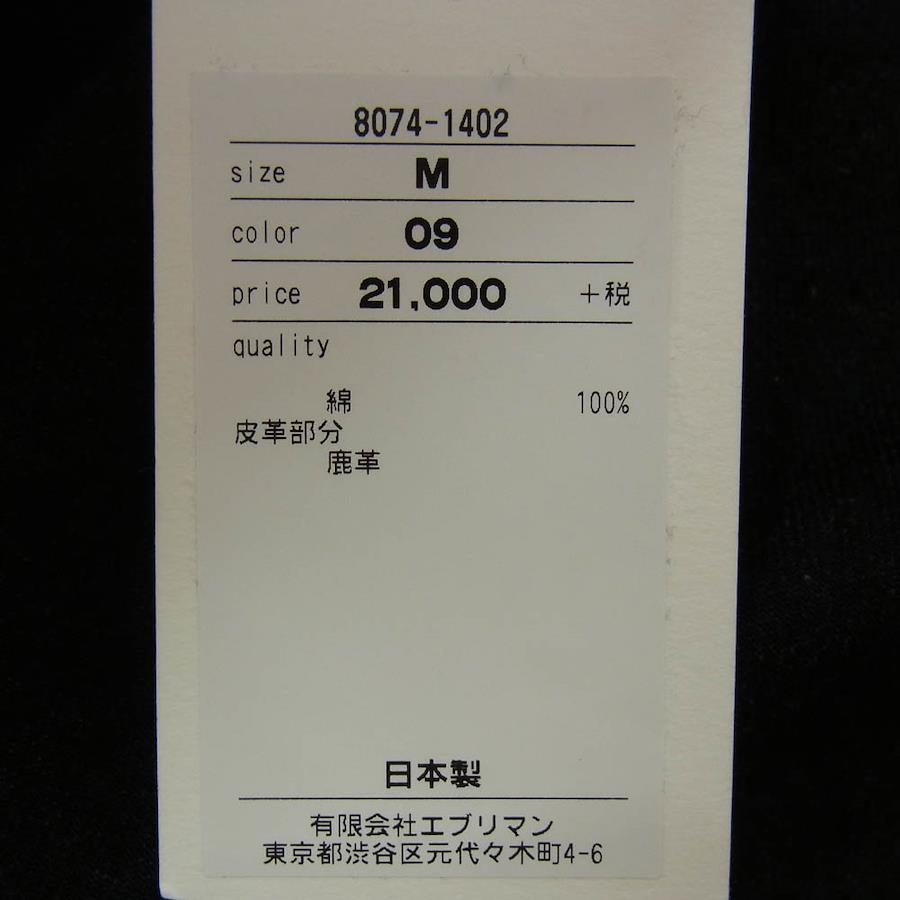 8074-1402
size M
color 09
price 21,000 +税
quality
綿 100%
皮革部分
鹿革
日本製
有限会社エブリマン
東京都渋谷区元代々木町4-6